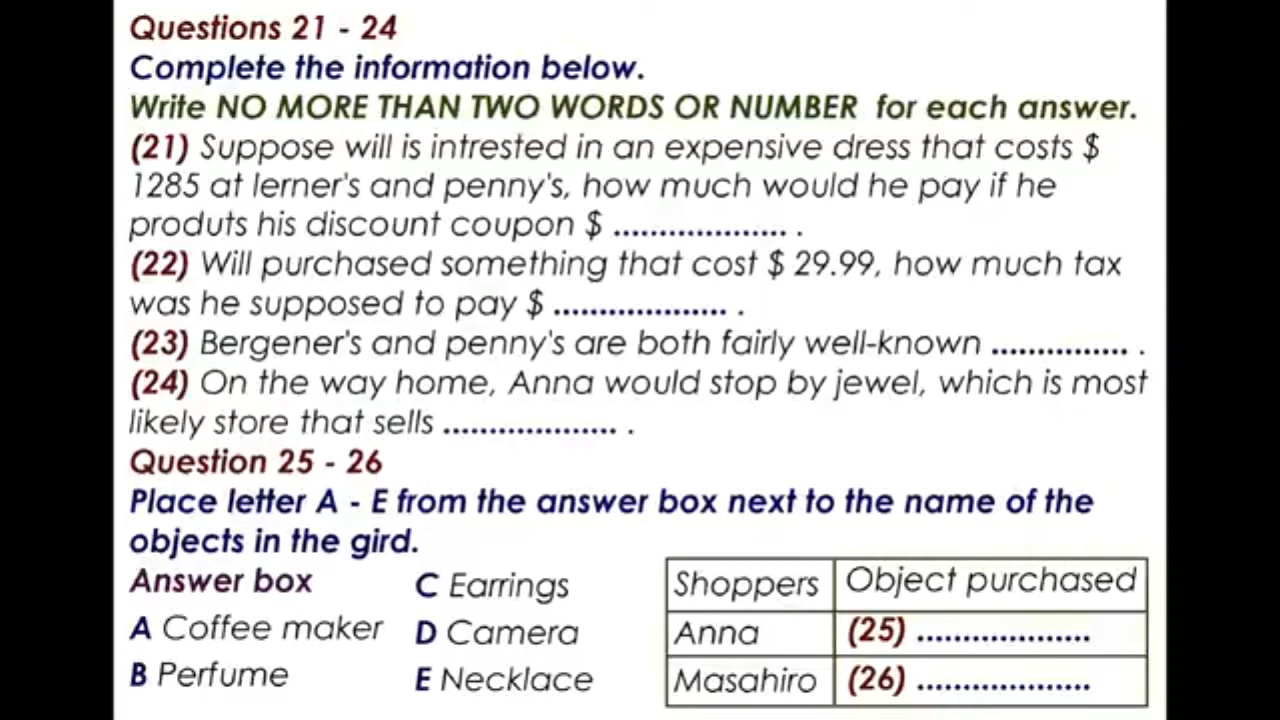 Questions 21 - 24
Complete the information below.
Write NO MORE THAN TWO WORDS OR NUMBER for each answer.
(21) Suppose will is intrested in an expensive dress that costs $
1285 at lerner's and penny's, how much would he pay if he
produts his discount coupon $ ................... .
(22) Will purchased something that cost $ 29.99, how much tax
was he supposed to pay $ ................... .
(23) Bergener's and penny's are both fairly well-known ............... .
(24) On the way home, Anna would stop by jewel, which is most
likely store that sells ................... .
Question 25 - 26
Place letter A - E from the answer box next to the name of the
objects in the gird.
Answer box
A Coffee maker
B Perfume
C Earrings
D Camera
E Necklace
Shoppers Object purchased
Anna (25) ...................
Masahiro (26) ...................